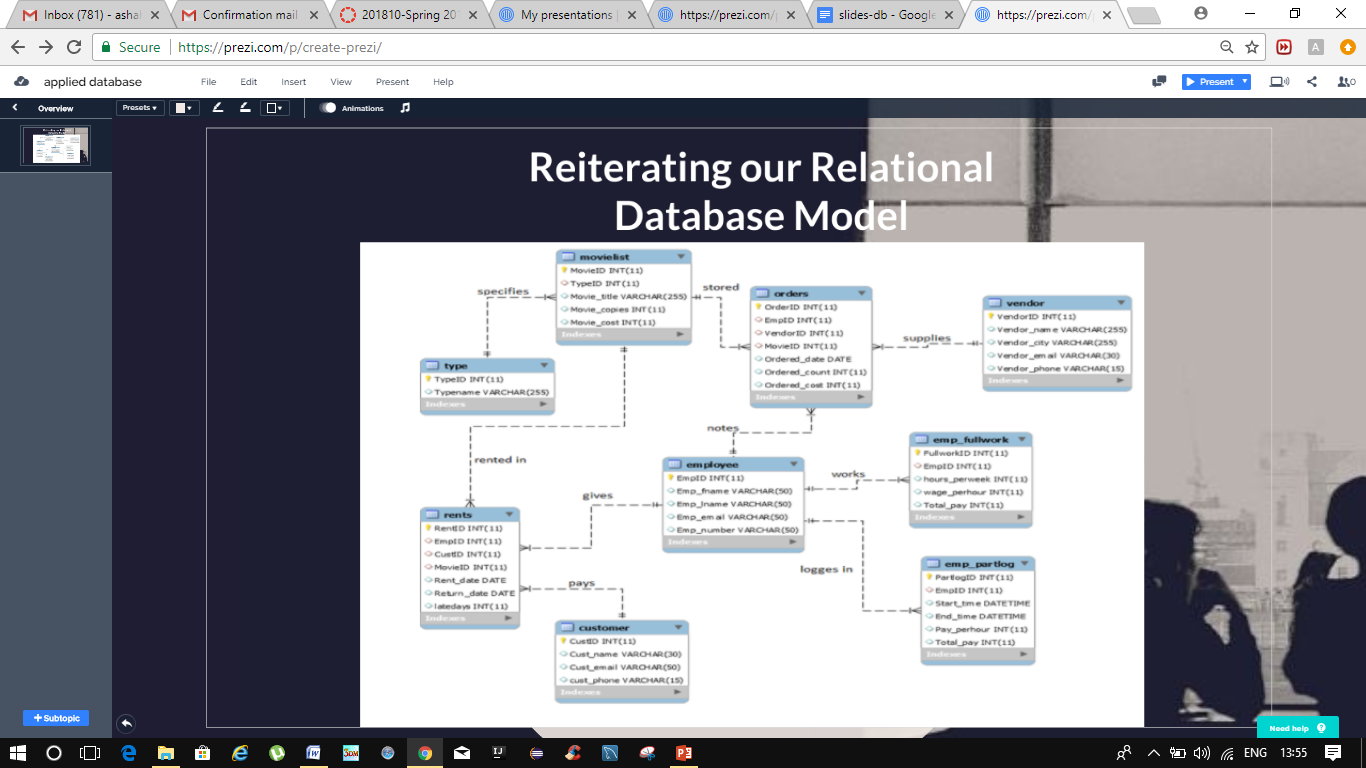 Inbox (781) - asha
Confirmation mail
201810-Spring 20
My presentations
https://prezi.com/
slides-db - Google
https://prezi.com/
Secure
https://prezi.com/p/create-prezi/
A
applied database
File Edit Insert View Present Help
Present
0
Overview
Presets
Animations
Reiterating our Relational
Database Model
movielist
MovieID INT(11)
TypeID INT(11)
Movie_title VARCHAR(255)
Movie_copies INT(11)
Movie_cost INT(11)
Indexes
specifies
stored
orders
OrderID INT(11)
EmpID INT(11)
VendorID INT(11)
MovieID INT(11)
Ordered_date DATE
Ordered_count INT(11)
Ordered_cost INT(11)
Indexes
supplies
vendor
VendorID INT(11)
Vendor_name VARCHAR(255)
Vendor_city VARCHAR(255)
Vendor_email VARCHAR(30)
Vendor_phone VARCHAR(15)
Indexes
type
TypeID INT(11)
Typename VARCHAR(255)
Indexes
rented in
notes
employee
EmpID INT(11)
Emp_fname VARCHAR(50)
Emp_lname VARCHAR(50)
Emp_email VARCHAR(50)
Emp_number VARCHAR(50)
Indexes
works
emp_fullwork
FullworkID INT(11)
EmpID INT(11)
hours_perweek INT(11)
wage_perhour INT(11)
Total_pay INT(11)
Indexes
gives
rents
RentID INT(11)
EmpID INT(11)
CustID INT(11)
MovieID INT(11)
Rent_date DATE
Return_date DATE
latedays INT(11)
Indexes
logges in
emp_partlog
PartlogID INT(11)
EmpID INT(11)
Start_time DATETIME
End_time DATETIME
Pay_perhour INT(11)
Total_pay INT(11)
Indexes
pays
customer
CustID INT(11)
Cust_name VARCHAR(30)
Cust_email VARCHAR(50)
cust_phone VARCHAR(15)
Indexes
+ Subtopic
Need help ?
ENG 13:55